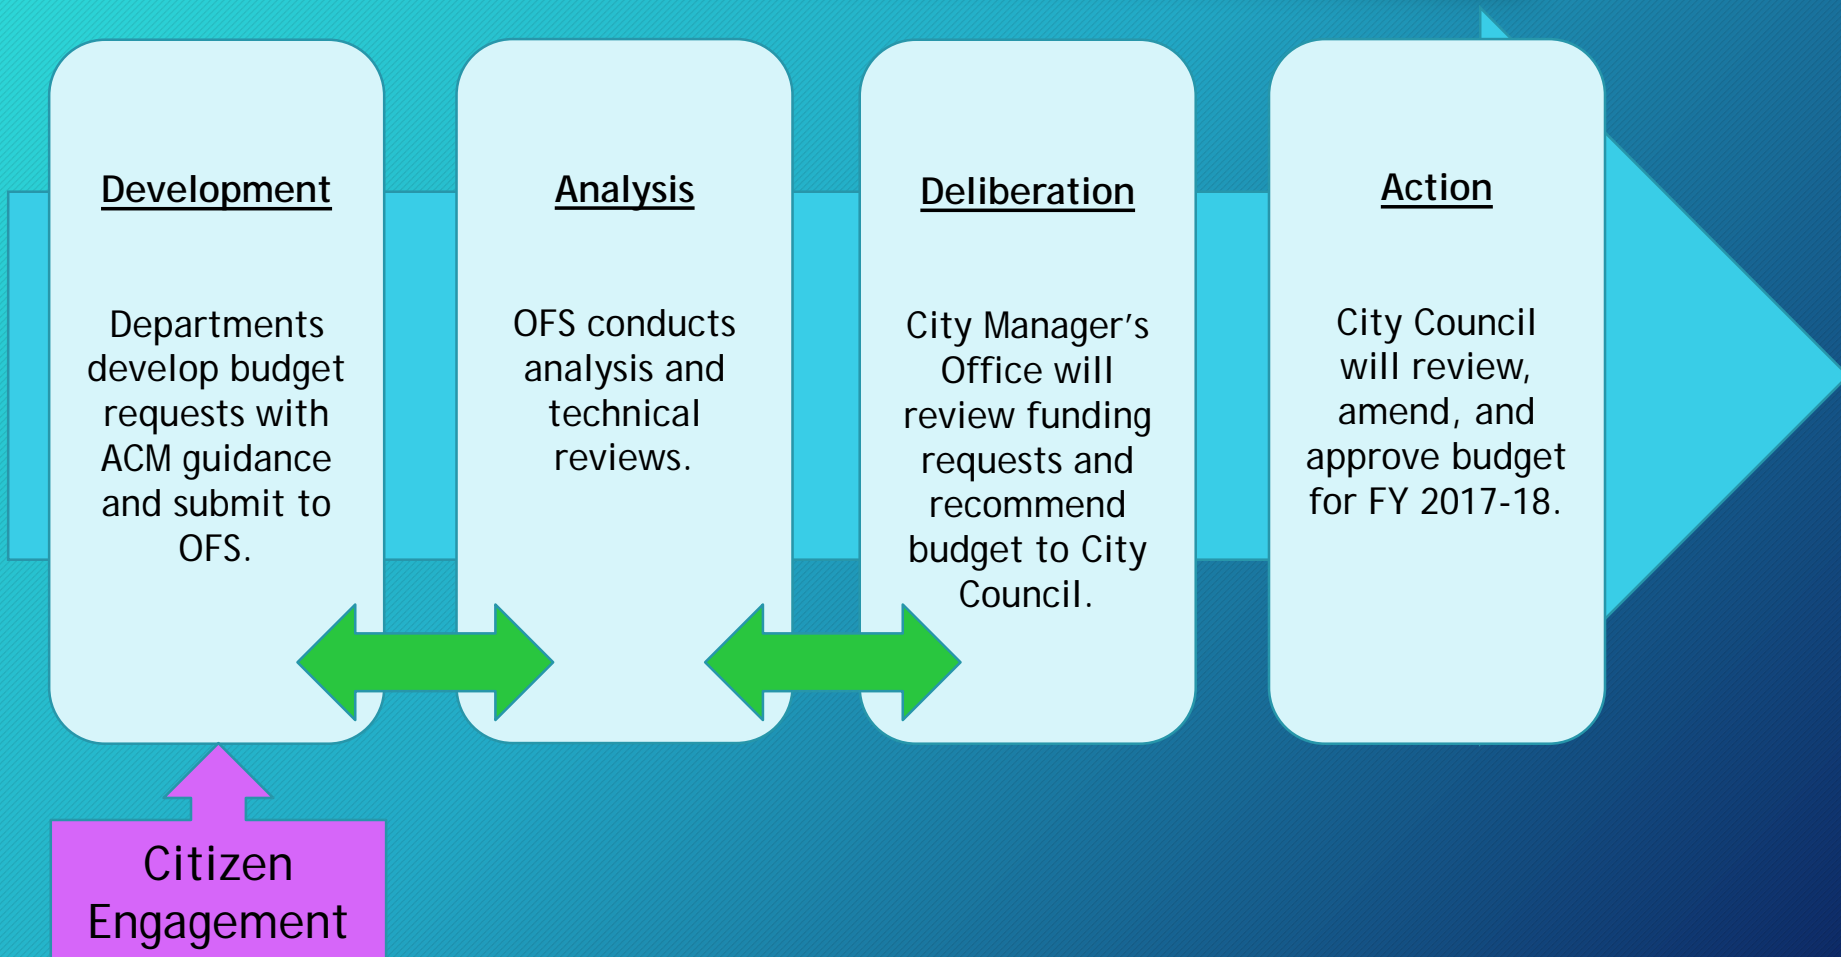 Development
Departments
develop budget
requests with
ACM guidance
and submit to
OFS.
Analysis
OFS conducts
analysis and
technical
reviews.
Deliberation
City Manager’s
Office will
review funding
requests and
recommend
budget to City
Council.
Action
City Council
will review,
amend, and
approve budget
for FY 2017-18.
Citizen
Engagement